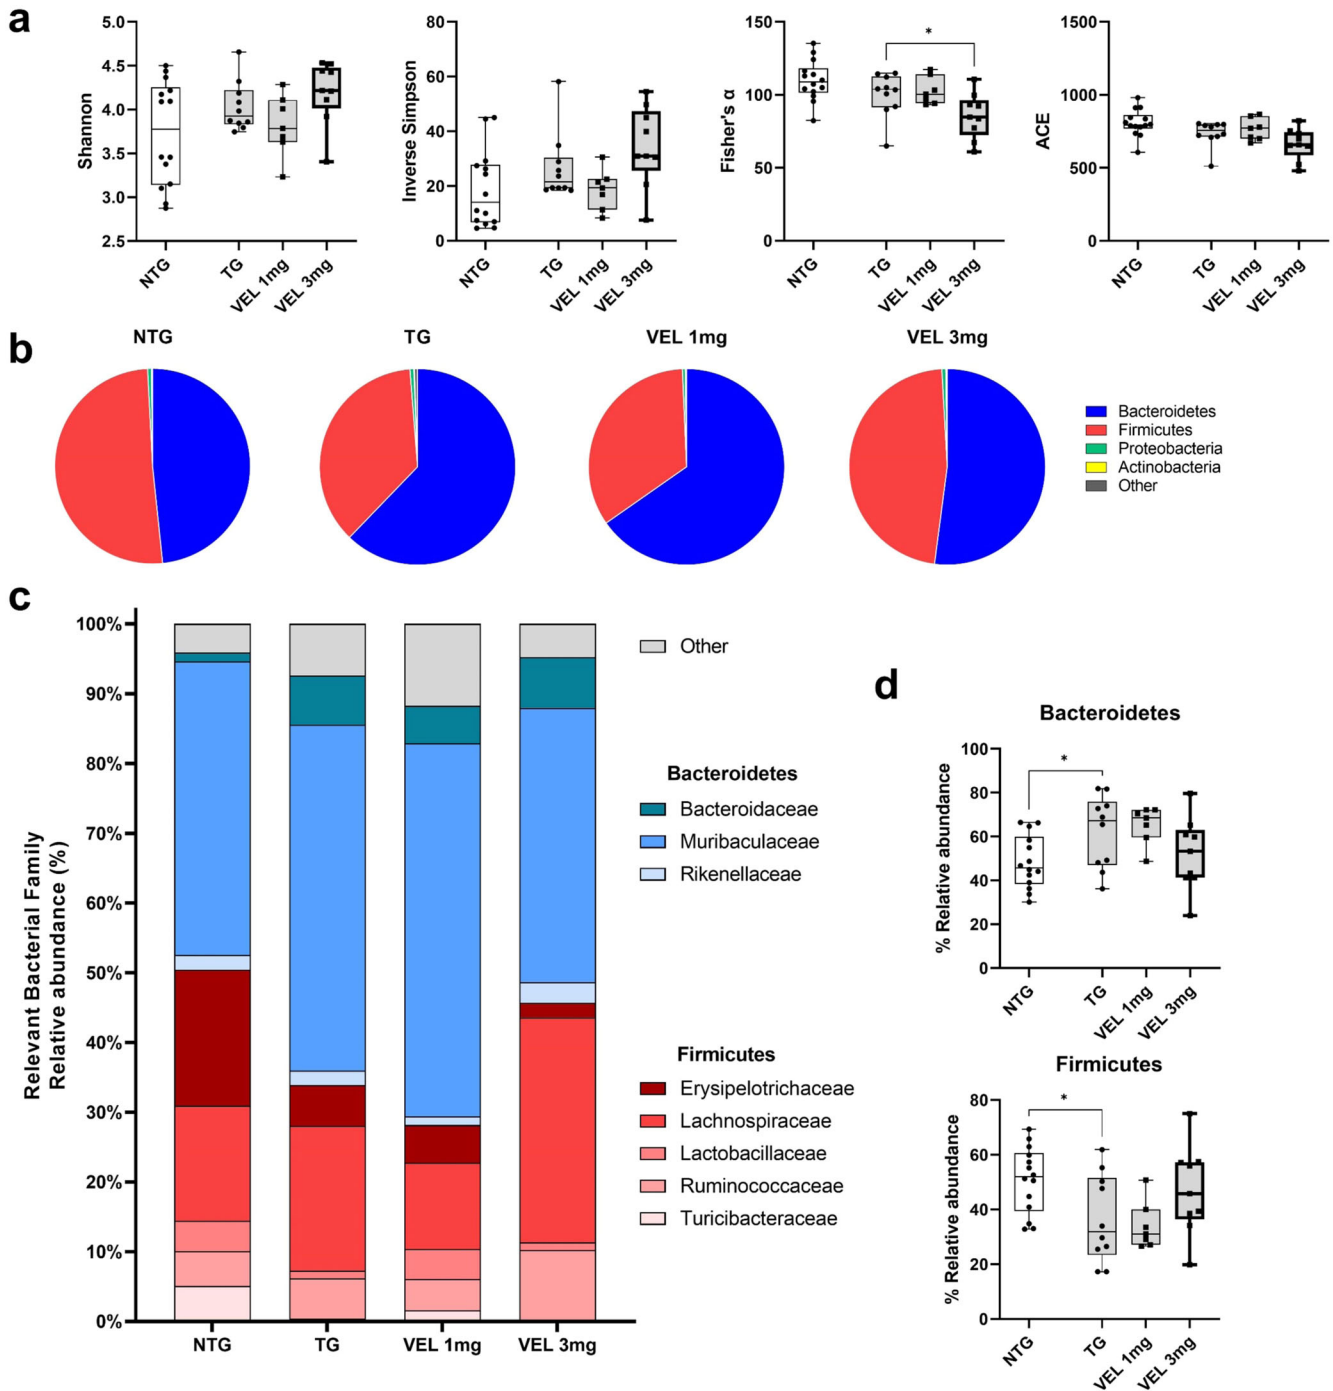 a
Shannon
5.0
4.5
4.0
3.5
3.0
2.5
NTG
TG
VEL 1mg
VEL 3mg
Inverse Simpson
80
60
40
20
0
NTG
TG
VEL 1mg
VEL 3mg
Fisher's α
150
100
50
0
*
NTG
TG
VEL 1mg
VEL 3mg
ACE
1500
1000
500
0
NTG
TG
VEL 1mg
VEL 3mg
b
NTG
TG
VEL 1mg
VEL 3mg
Bacteroidetes
Firmicutes
Proteobacteria
Actinobacteria
Other
c
Relevant Bacterial Family
Relative abundance (%)
100%
90%
80%
70%
60%
50%
40%
30%
20%
10%
0%
NTG
TG
VEL 1mg
VEL 3mg
Other
Bacteroidetes
Bacteroidaceae
Muribaculaceae
Rikenellaceae
Firmicutes
Erysipelotrichaceae
Lachnospiraceae
Lactobacillaceae
Ruminococcaceae
Turicibacteraceae
d
Bacteroidetes
% Relative abundance
100
80
60
40
20
0
*
NTG
TG
VEL 1mg
VEL 3mg
Firmicutes
% Relative abundance
80
60
40
20
0
*
NTG
TG
VEL 1mg
VEL 3mg